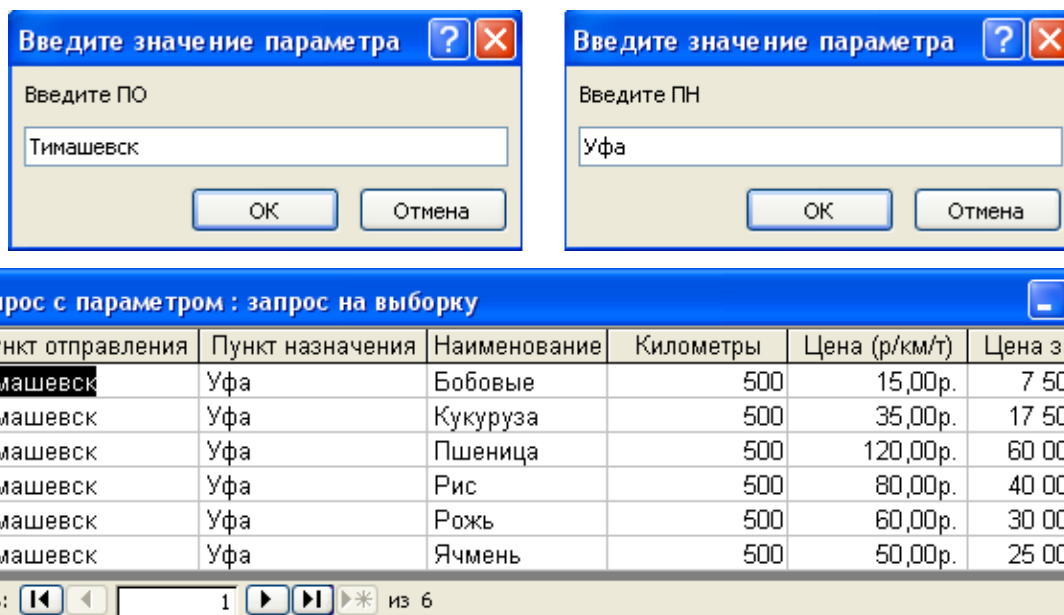 Введите значение параметра
Введите ПО
Тимашевск
ОК Отмена
Введите значение параметра
Введите ПН
Уфа
ОК Отмена
прос с параметром : запрос на выборку
нкт отправления Пункт назначения Наименование Километры Цена (р/км/т) Цена з
машевск Уфа Бобовые 500 15,00р. 7 50
машевск Уфа Кукуруза 500 35,00р. 17 50
машевск Уфа Пшеница 500 120,00р. 60 00
машевск Уфа Рис 500 80,00р. 40 00
машевск Уфа Рожь 500 60,00р. 30 00
машевск Уфа Ячмень 500 50,00р. 25 00
1 из 6